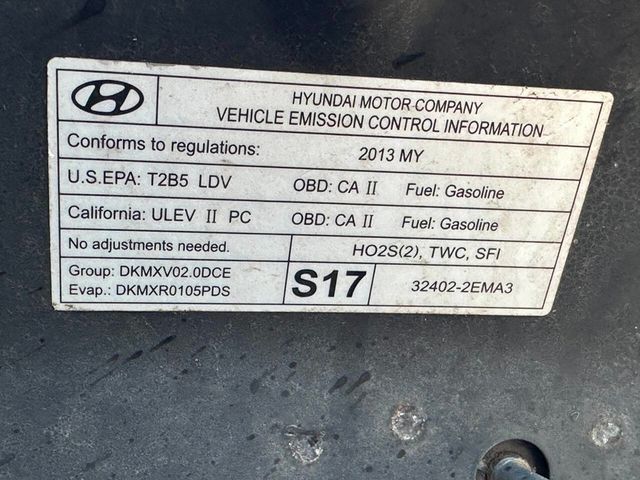 HYUNDAI MOTOR COMPANY
VEHICLE EMISSION CONTROL INFORMATION
Conforms to regulations: 2013 MY
U.S.EPA: T2B5 LDV OBD: CA II Fuel: Gasoline
California: ULEV II PC OBD: CA II Fuel: Gasoline
No adjustments needed. HO2S(2), TWC, SFI
Group: DKMXV02.0DCE
Evap.: DKMXR0105PDS
S17
32402-2EMA3